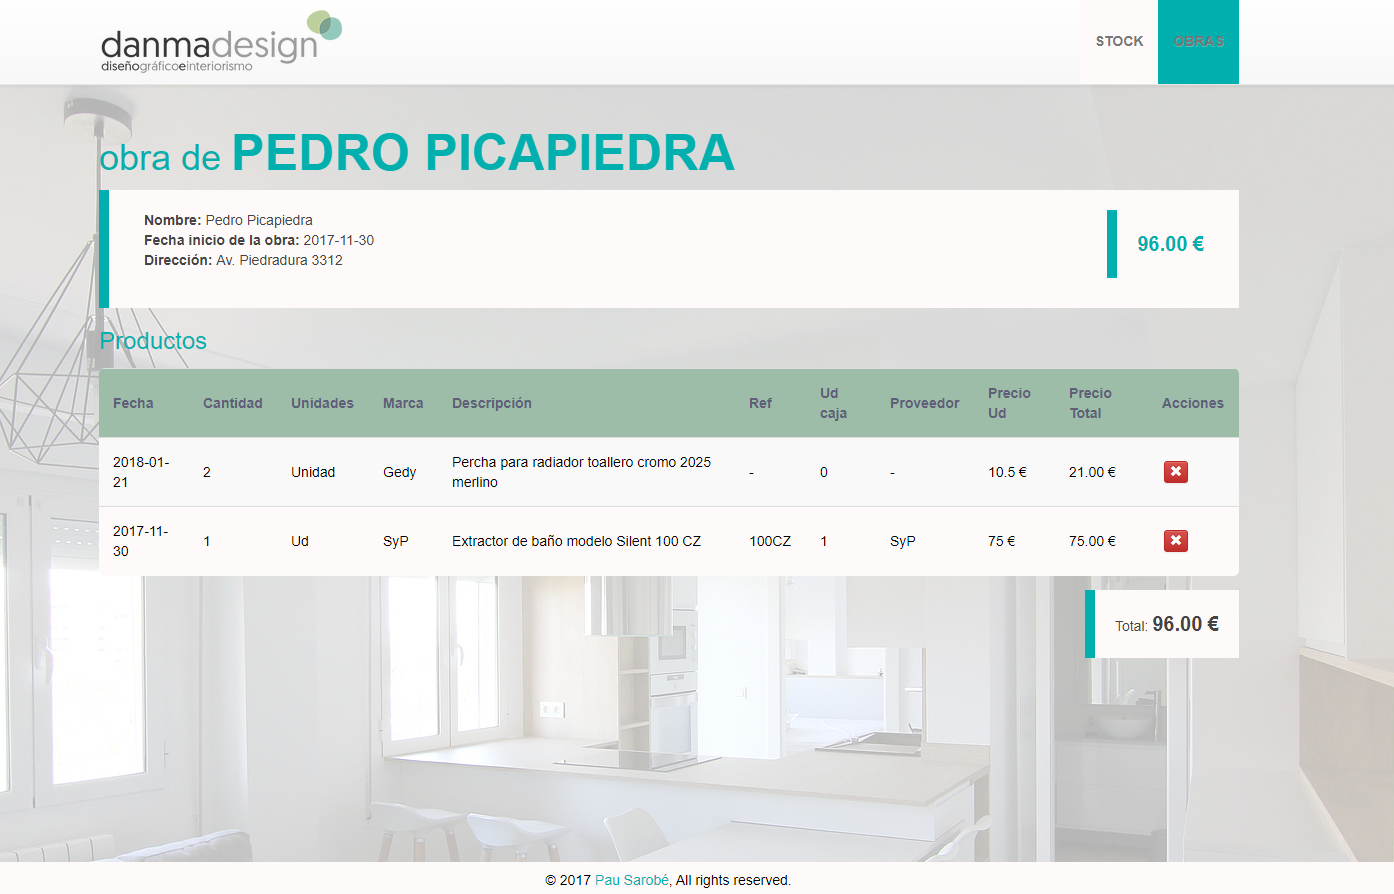 danmadesign
diseñográficoeinteriorismo
STOCK
OBRAS
obra de PEDRO PICAPIEDRA
Nombre: Pedro Picapiedra
Fecha inicio de la obra: 2017-11-30
Dirección: Av. Piedradura 3312
96.00 €
Productos
Fecha Cantidad Unidades Marca Descripción Ref Ud caja Proveedor Precio Ud Precio Total Acciones
2018-01-21 2 Unidad Gedy Percha para radiador toallero cromo 2025 merlino - 0 - 10.5 € 21.00 €
2017-11-30 1 Ud SyP Extractor de baño modelo Silent 100 CZ 100CZ 1 SyP 75 € 75.00 €
Total: 96.00 €
© 2017 Pau Sarobé, All rights reserved.